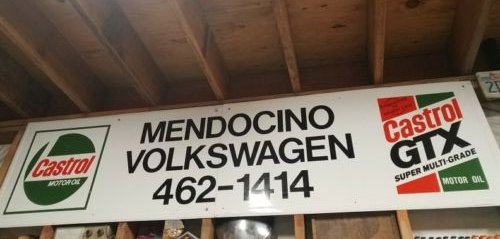 Castrol
MOTOR OIL
MENDOCINO
VOLKSWAGEN
462-1414
Castrol
GTX
SUPER MULTI-GRADE
MOTOR OIL